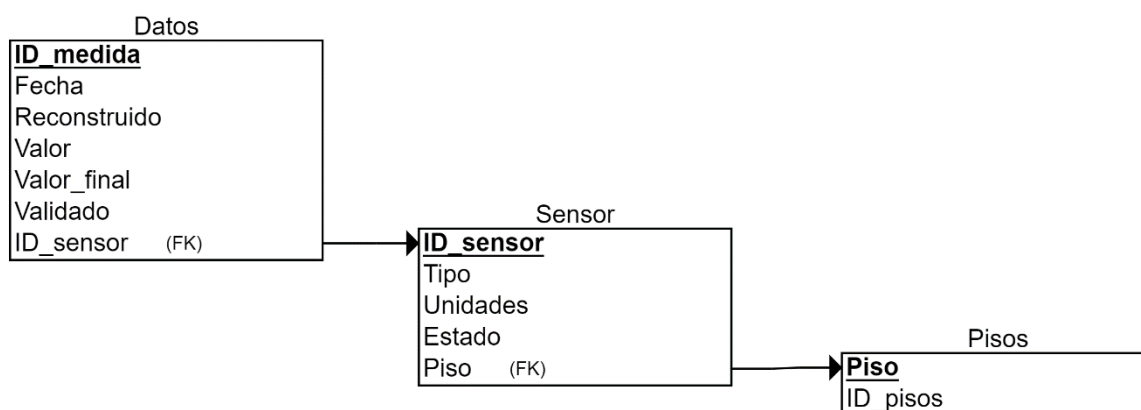 Datos
ID_medida
Fecha
Reconstruido
Valor
Valor_final
Validado
ID_sensor (FK)
Sensor
ID_sensor
Tipo
Unidades
Estado
Piso (FK)
Pisos
Piso
ID_pisos